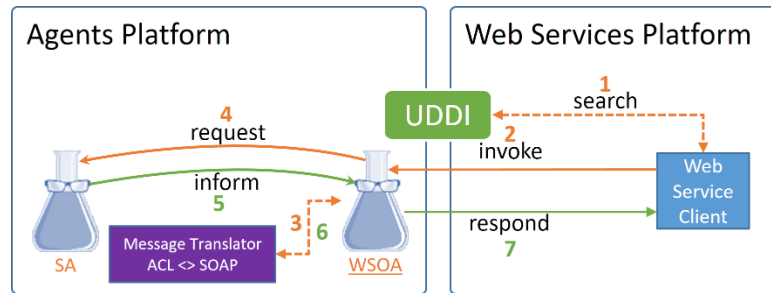 Agents Platform
Web Services Platform
UDDI
1
search
2
invoke
4
request
inform
5
3
6
Web
Service
Client
respond
7
SA
Message Translator
ACL <> SOAP
WSOA